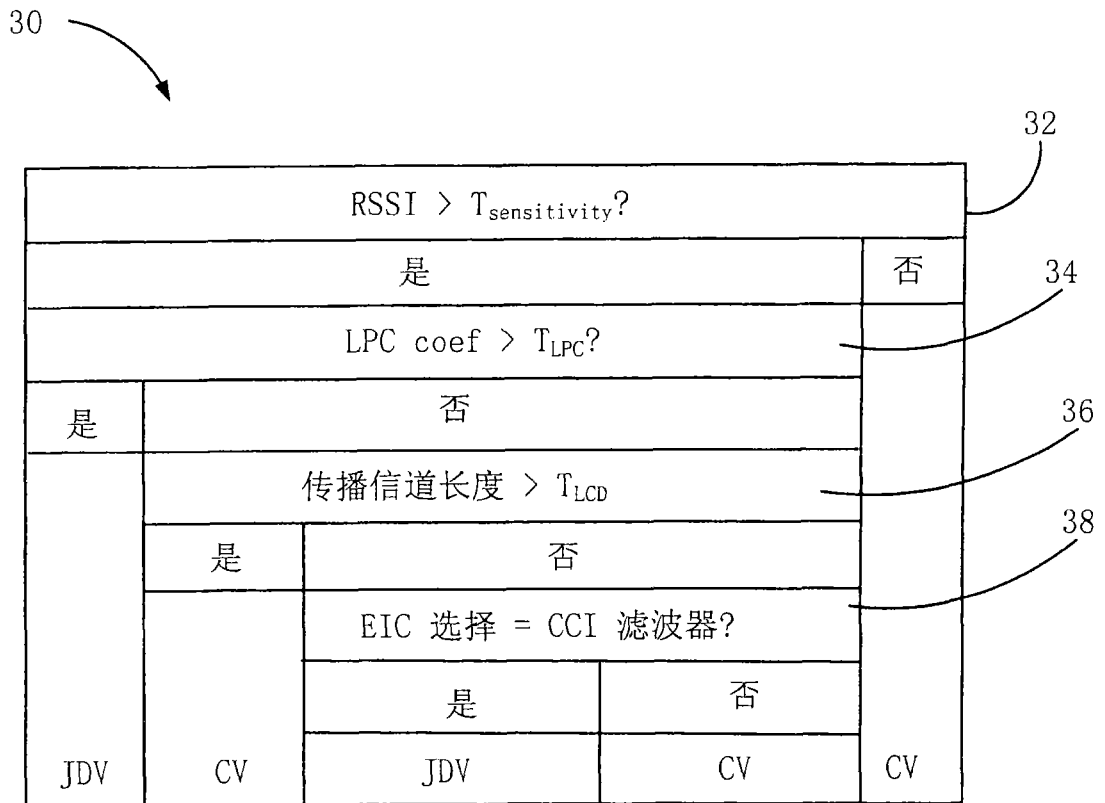 30
32
RSSI > Tsensitivity?
是 否
34
LPC coef > TLPC?
是 否
36
传播信道长度 > TLCD
38
是 否
EIC 选择 = CCI 滤波器?
是 否
JDV CV JDV CV CV